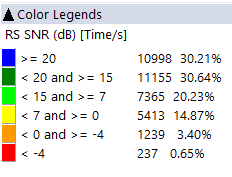 Color Legends
RS SNR (dB) [Time/s]
>= 20 10998 30.21%
< 20 and >= 15 11155 30.64%
< 15 and >= 7 7365 20.23%
< 7 and >= 0 5413 14.87%
< 0 and >= -4 1239 3.40%
< -4 237 0.65%